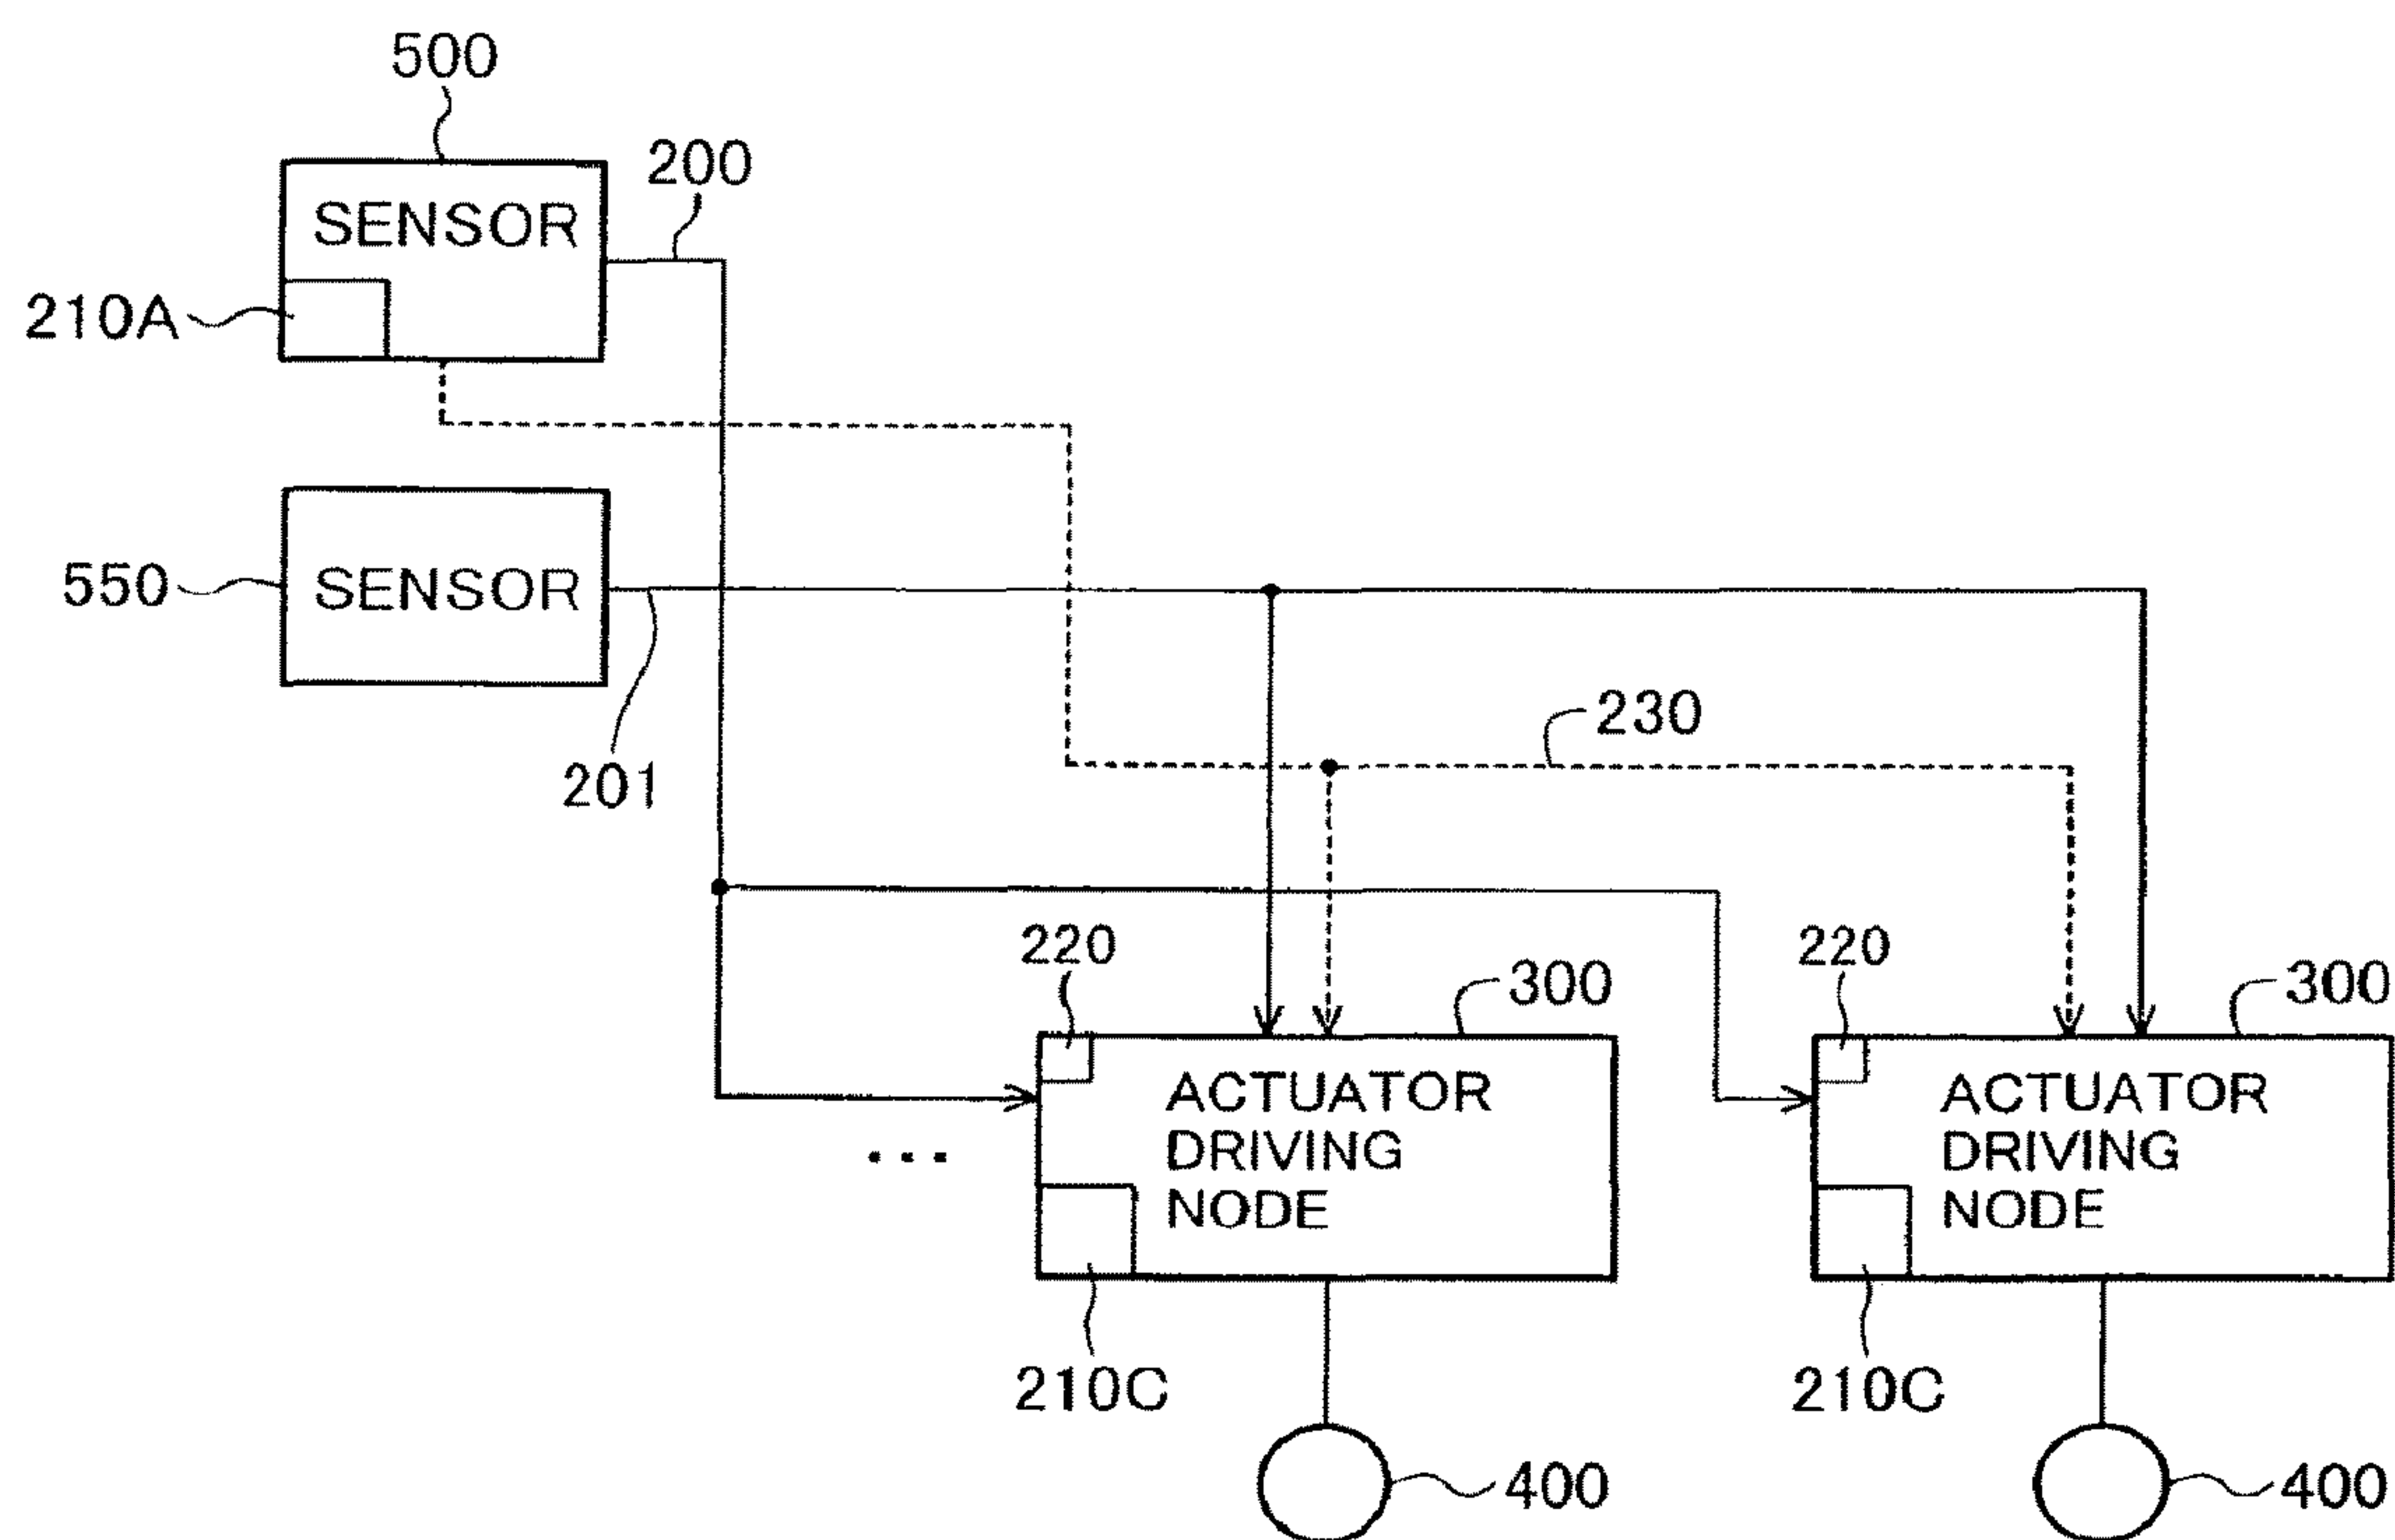 500
200
SENSOR
210A
SENSOR
550
230
201
220
220
300
300
ACTUATOR
DRIVING
NODE
ACTUATOR
DRIVING
NODE
...
210C
210C
400
400